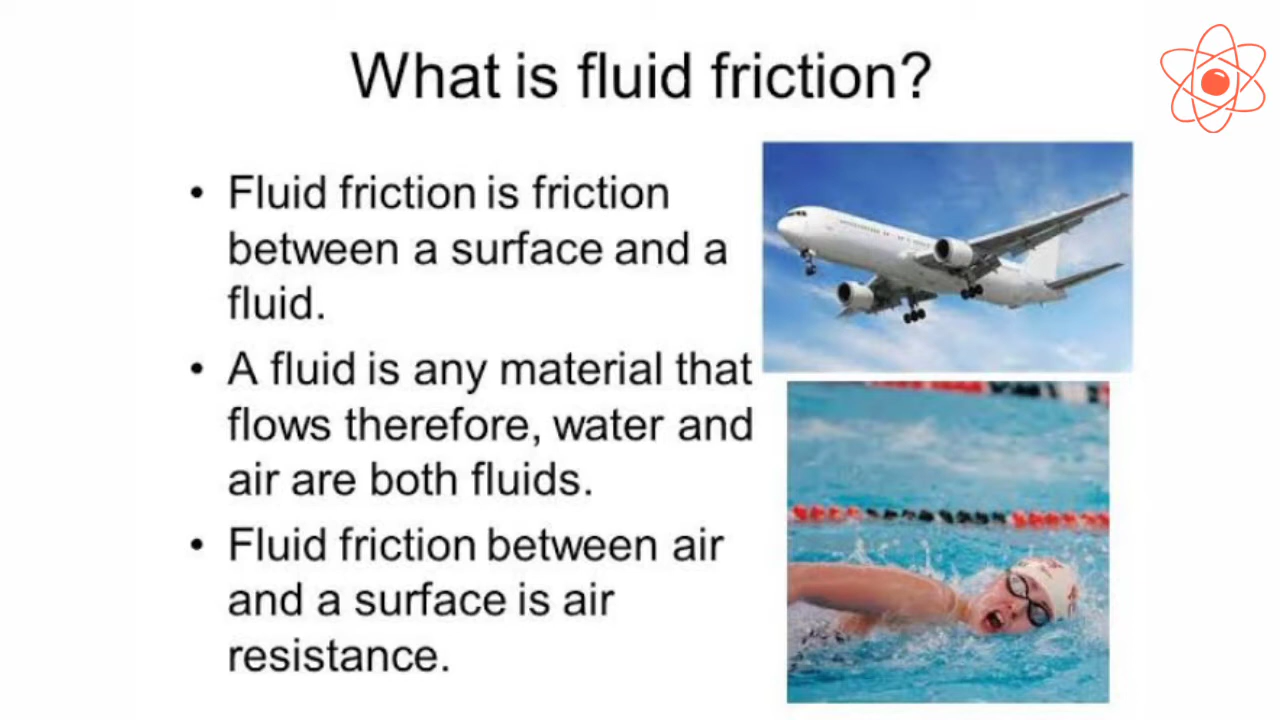 What is fluid friction?
• Fluid friction is friction
between a surface and a
fluid.
• A fluid is any material that
flows therefore, water and
air are both fluids.
• Fluid friction between air
and a surface is air
resistance.